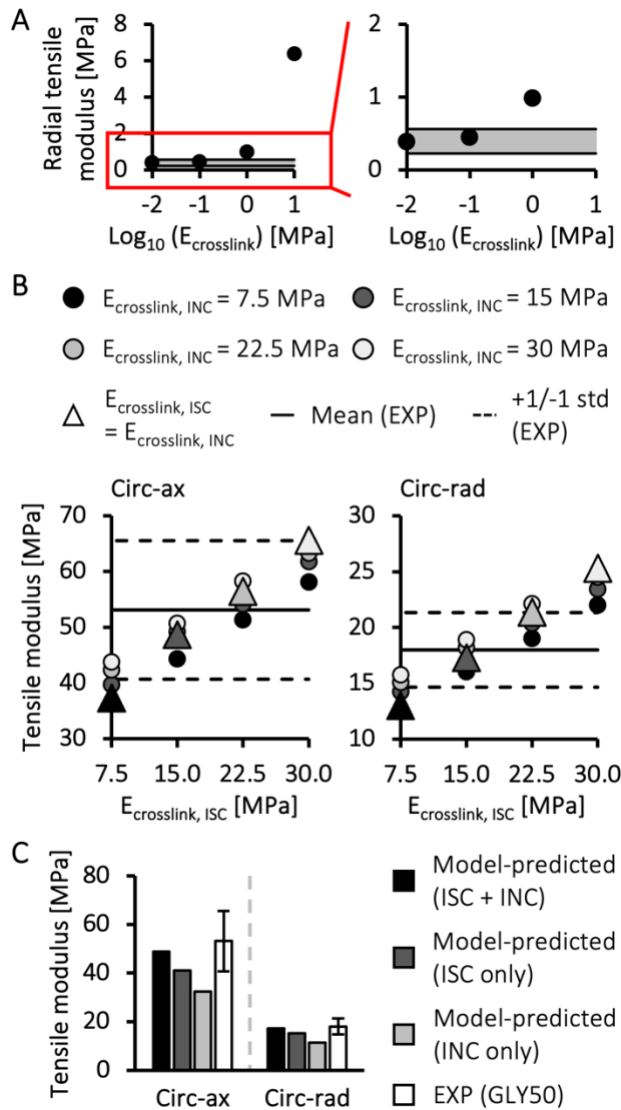 A
Radial tensile
modulus [MPa]
8
6
4
2
0
-2 -1 0 1
Log10 (Ecrosslink) [MPa]
2
1
0
-2 -1 0 1
Log10 (Ecrosslink) [MPa]
B
Ecrosslink, INC = 7.5 MPa
Ecrosslink, INC = 15 MPa
Ecrosslink, INC = 22.5 MPa
Ecrosslink, INC = 30 MPa
Ecrosslink, ISC
= Ecrosslink, INC
Mean (EXP)
+1/-1 std
(EXP)
Tensile modulus [MPa]
Circ-ax
70
60
50
40
30
7.5 15.0 22.5 30.0
Ecrosslink, ISC [MPa]
Circ-rad
25
20
15
10
7.5 15.0 22.5 30.0
Ecrosslink, ISC [MPa]
C
Tensile modulus [MPa]
80
60
40
20
0
Circ-ax Circ-rad
Model-predicted
(ISC + INC)
Model-predicted
(ISC only)
Model-predicted
(INC only)
EXP (GLY50)